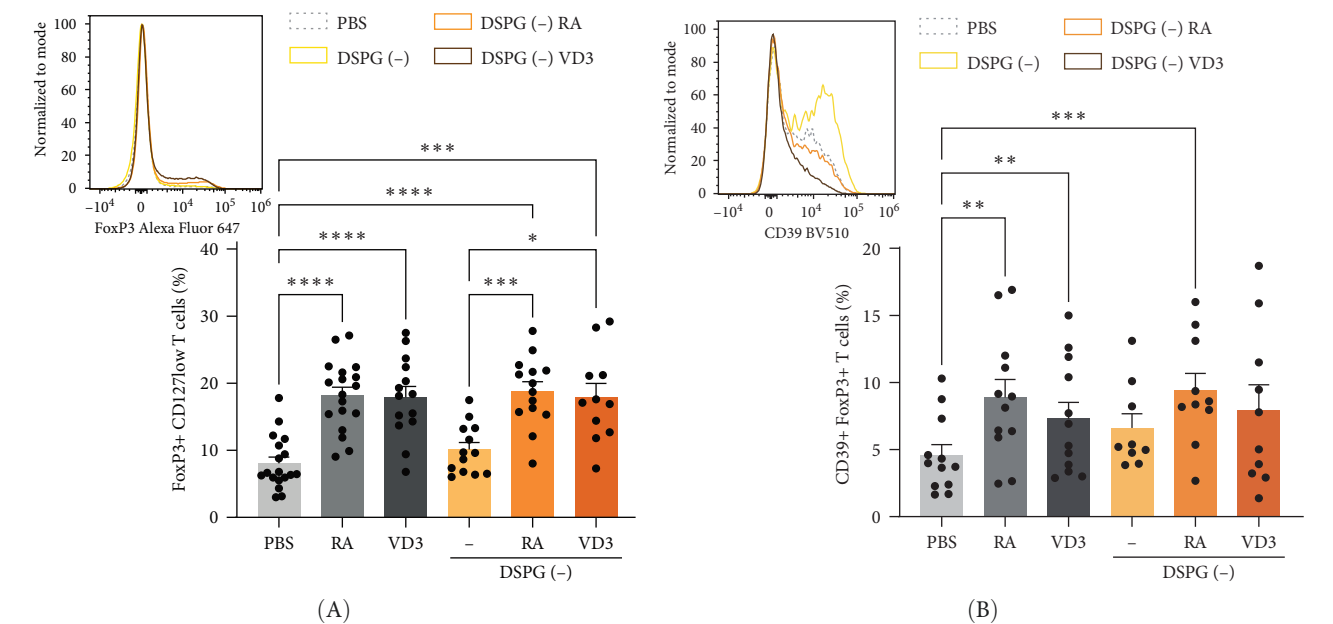 PBS
DSPG (–)
DSPG (–) RA
DSPG (–) VD3
Normalized to mode
100
80
60
40
20
0
–10⁴ 0 10⁴ 10⁵ 10⁶
FoxP3 Alexa Fluor 647
***
****
**** *
**** ***
FoxP3+ CD127low T cells (%)
40
30
20
10
0
PBS RA VD3 – RA VD3
DSPG (–)
(A)
PBS
DSPG (–)
DSPG (–) RA
DSPG (–) VD3
Normalized to mode
100
80
60
40
20
0
–10⁴ 0 10⁴ 10⁵ 10⁶
CD39 BV510
***
**
**
CD39+ FoxP3+ T cells (%)
20
15
10
5
0
PBS RA VD3 – RA VD3
DSPG (–)
(B)